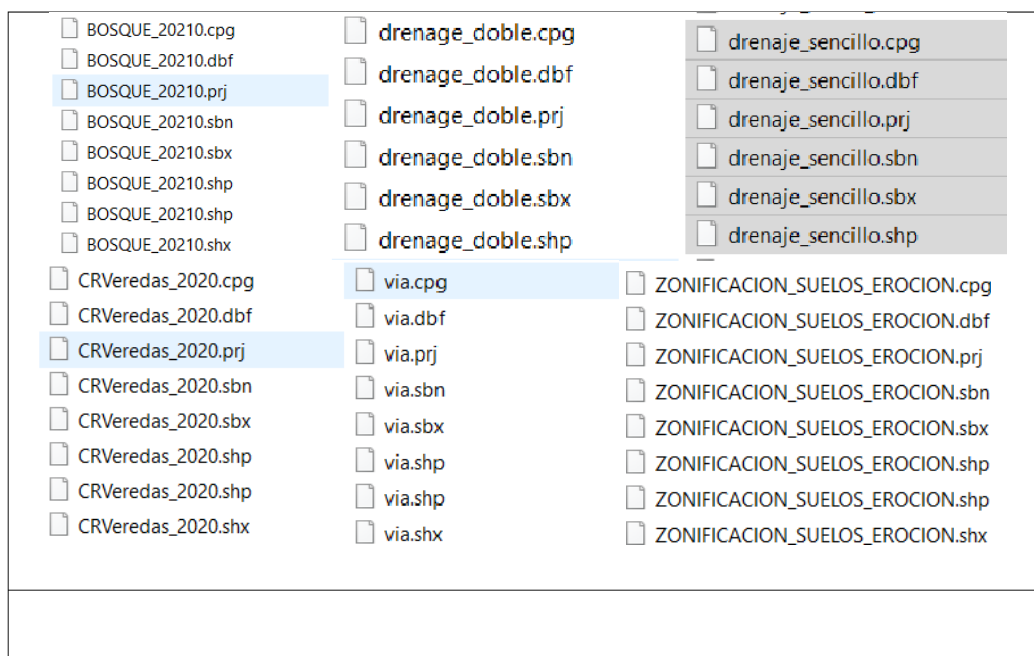 BOSQUE_20210.cpg
BOSQUE_20210.dbf
BOSQUE_20210.prj
BOSQUE_20210.sbn
BOSQUE_20210.sbx
BOSQUE_20210.shp
BOSQUE_20210.shp
BOSQUE_20210.shx
drenage_doble.cpg
drenage_doble.dbf
drenage_doble.prj
drenage_doble.sbn
drenage_doble.sbx
drenage_doble.shp
drenaje_sencillo.cpg
drenaje_sencillo.dbf
drenaje_sencillo.prj
drenaje_sencillo.sbn
drenaje_sencillo.sbx
drenaje_sencillo.shp
CRVeredas_2020.cpg
CRVeredas_2020.dbf
CRVeredas_2020.prj
CRVeredas_2020.sbn
CRVeredas_2020.sbx
CRVeredas_2020.shp
CRVeredas_2020.shp
CRVeredas_2020.shx
via.cpg
via.dbf
via.prj
via.sbn
via.sbx
via.shp
via.shp
via.shx
ZONIFICACION_SUELOS_EROCION.cpg
ZONIFICACION_SUELOS_EROCION.dbf
ZONIFICACION_SUELOS_EROCION.prj
ZONIFICACION_SUELOS_EROCION.sbn
ZONIFICACION_SUELOS_EROCION.sbx
ZONIFICACION_SUELOS_EROCION.shp
ZONIFICACION_SUELOS_EROCION.shp
ZONIFICACION_SUELOS_EROCION.shx